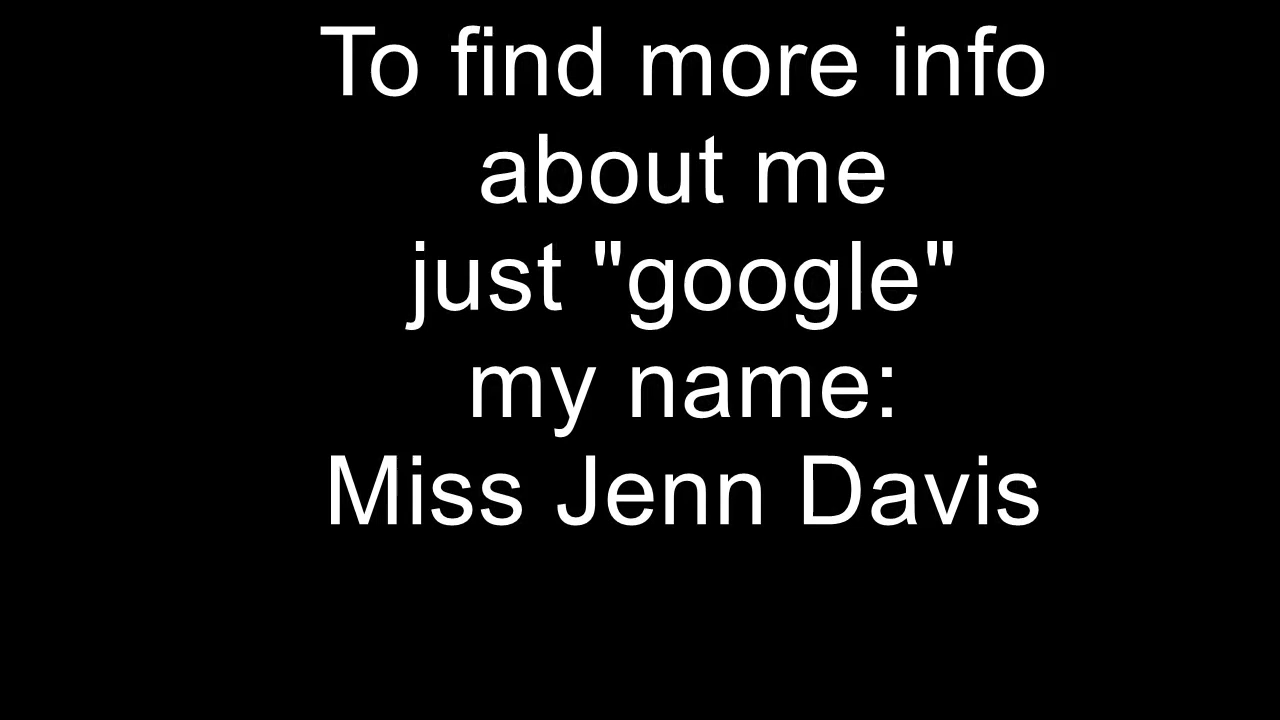 To find more info
about me
just "google"
my name:
Miss Jenn Davis